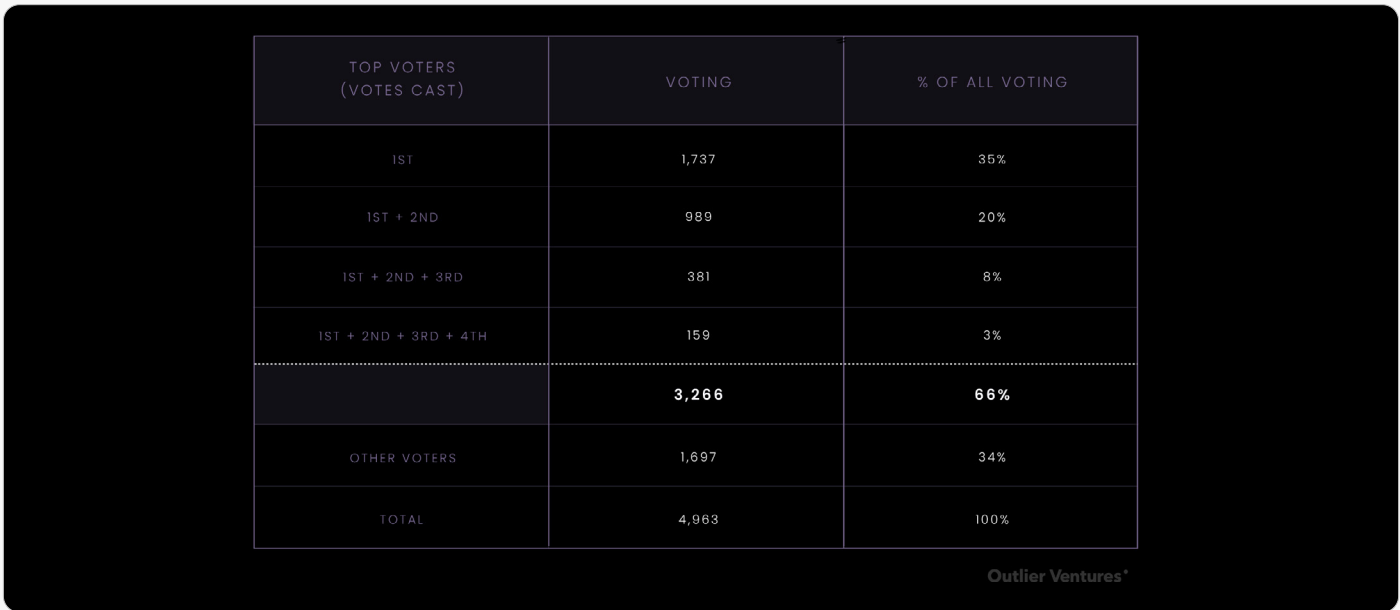 TOP VOTERS
(VOTES CAST)
VOTING
% OF ALL VOTING
1ST
1,737
35%
1ST + 2ND
989
20%
1ST + 2ND + 3RD
381
8%
1ST + 2ND + 3RD + 4TH
159
3%
3,266
66%
OTHER VOTERS
1,697
34%
TOTAL
4,963
100%
Outlier Ventures